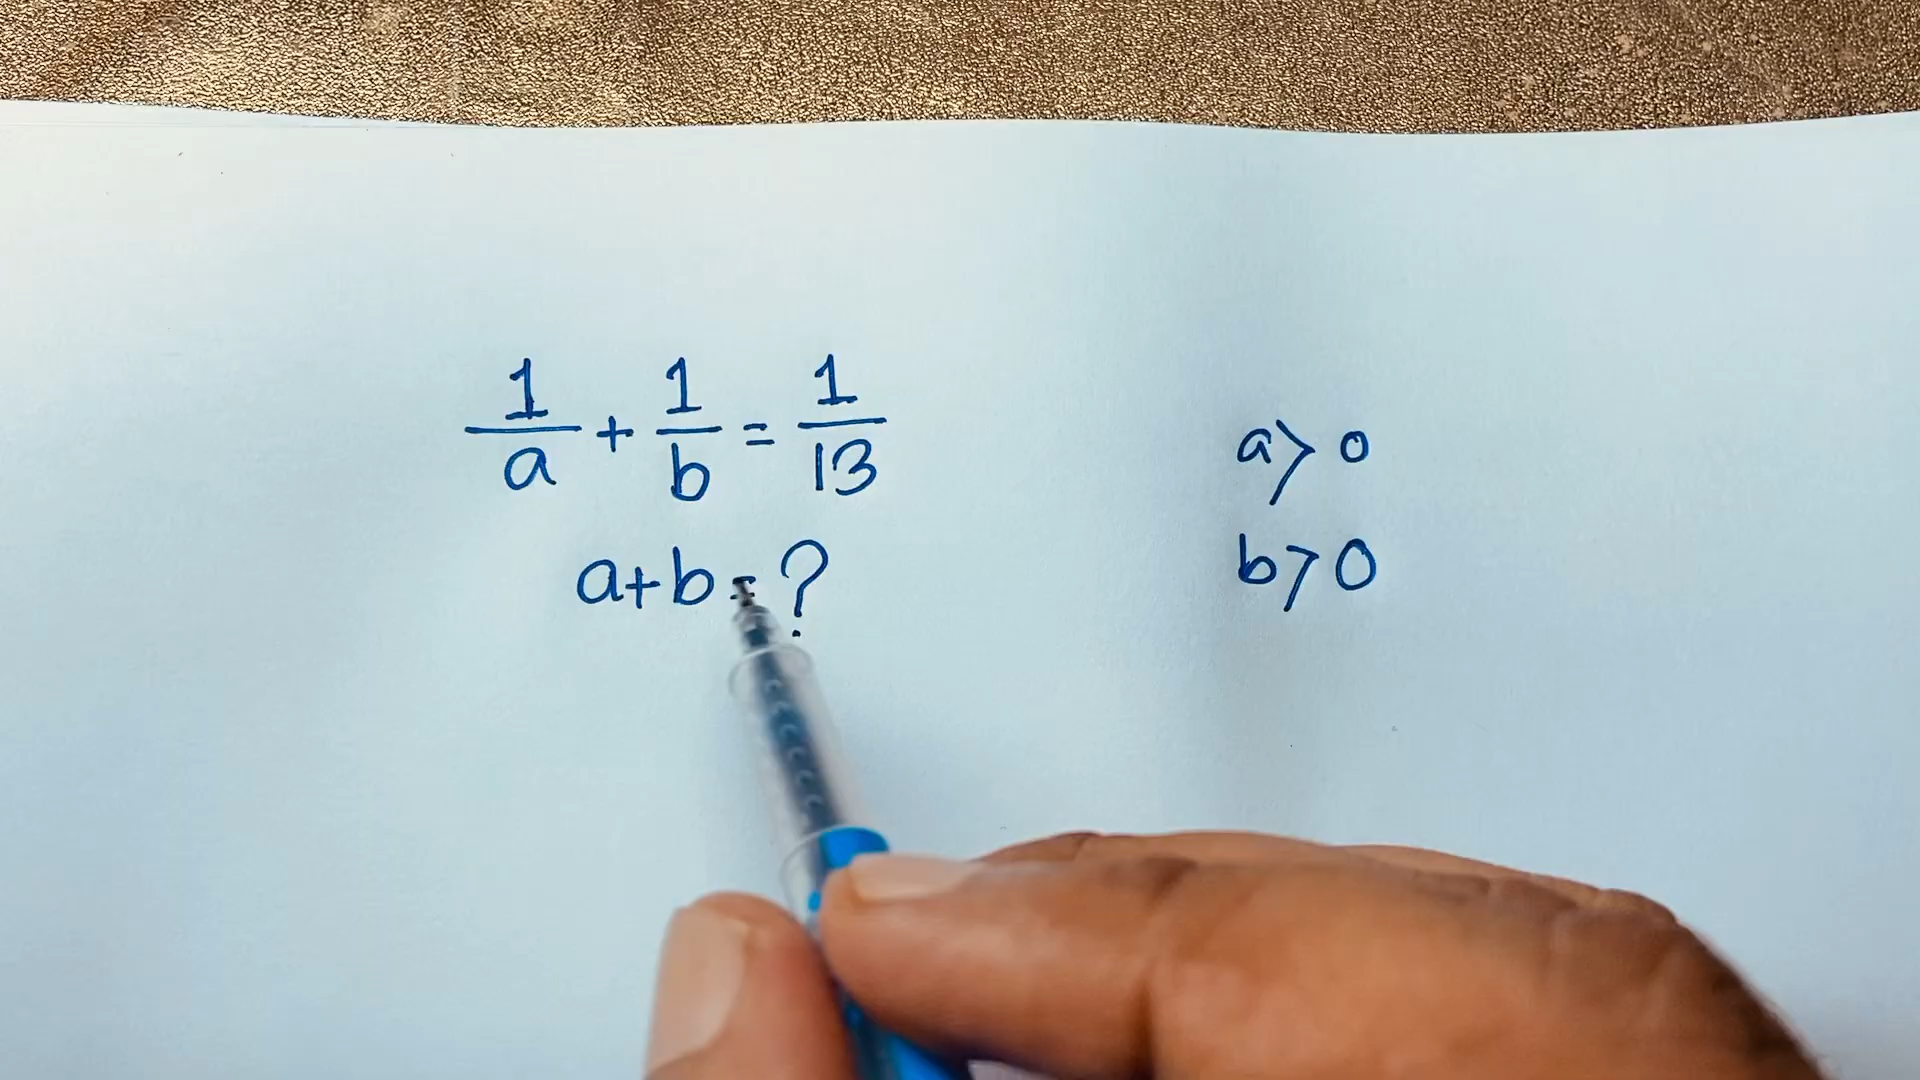 1/a + 1/b = 1/13
a+b = ?
a > 0
b > 0